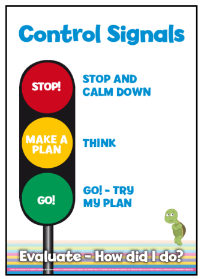 Control Signals
STOP!
STOP AND
CALM DOWN
MAKE A
PLAN
THINK
GO!
GO! - TRY
MY PLAN
Evaluate - How did I do?